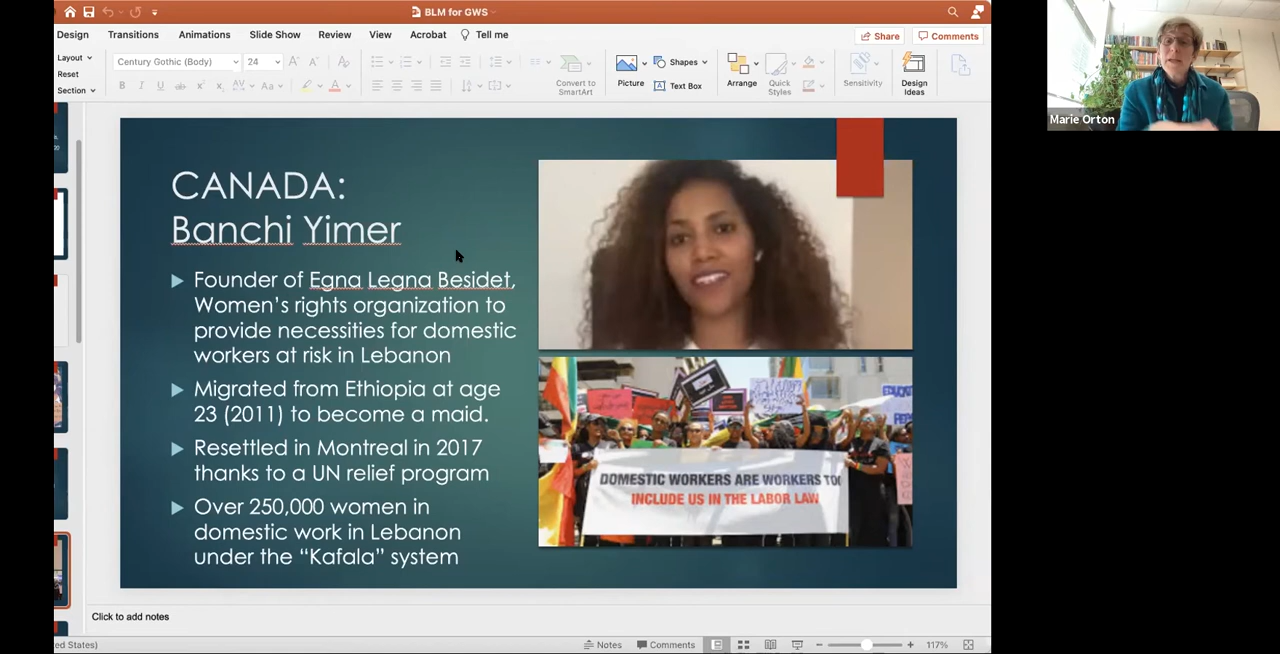 BLM for GWS
Design Transitions Animations Slide Show Review View Acrobat Tell me
Share Comments
Layout
Reset
Section
Century Gothic (Body) 24
Convert to
SmartArt
Picture
Shapes
Text Box
Arrange
Quick
Styles
Sensitivity
Design
Ideas
Marie Orton
CANADA:
Banchi Yimer
Founder of Egna Legna Besidet,
Women's rights organization to
provide necessities for domestic
workers at risk in Lebanon
Migrated from Ethiopia at age
23 (2011) to become a maid.
Resettled in Montreal in 2017
thanks to a UN relief program
Over 250,000 women in
domestic work in Lebanon
under the “Kafala” system
DOMESTIC WORKERS ARE WORKERS TOO
INCLUDE US IN THE LABOR LAW
Click to add notes
ed States)
Notes Comments 117%